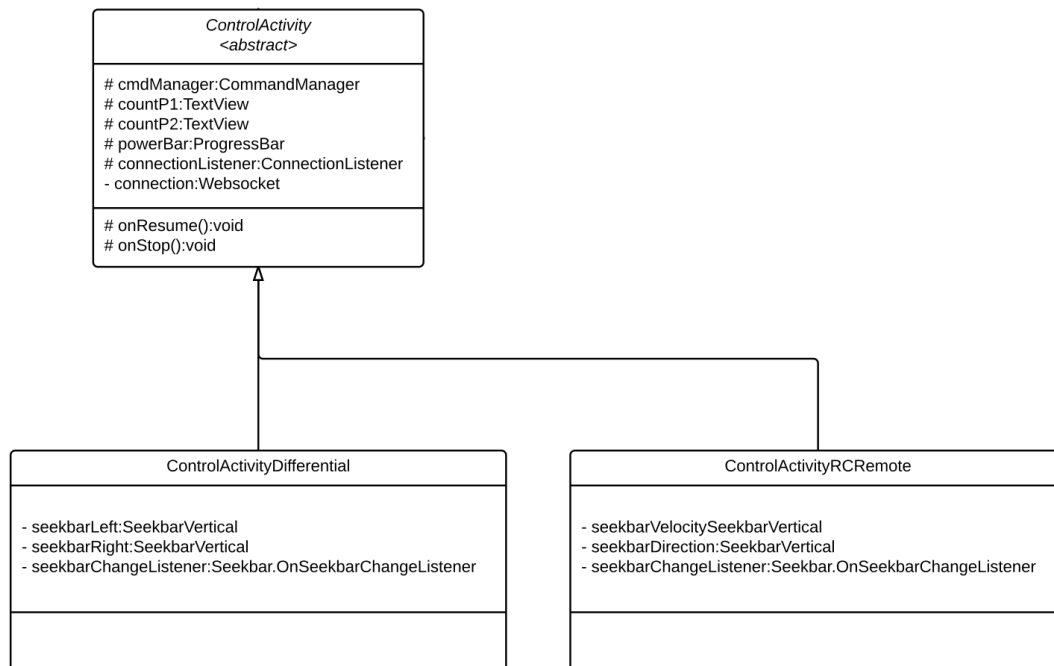 ControlActivity
<abstract>
# cmdManager:CommandManager
# countP1:TextView
# countP2:TextView
# powerBar:ProgressBar
# connectionListener:ConnectionListener
- connection:Websocket
# onResume():void
# onStop():void
ControlActivityDifferential
- seekbarLeft:SeekbarVertical
- seekbarRight:SeekbarVertical
- seekbarChangeListener:Seekbar.OnSeekbarChangeListener
ControlActivityRCRemote
- seekbarVelocitySeekbarVertical
- seekbarDirection:SeekbarVertical
- seekbarChangeListener:Seekbar.OnSeekbarChangeListener